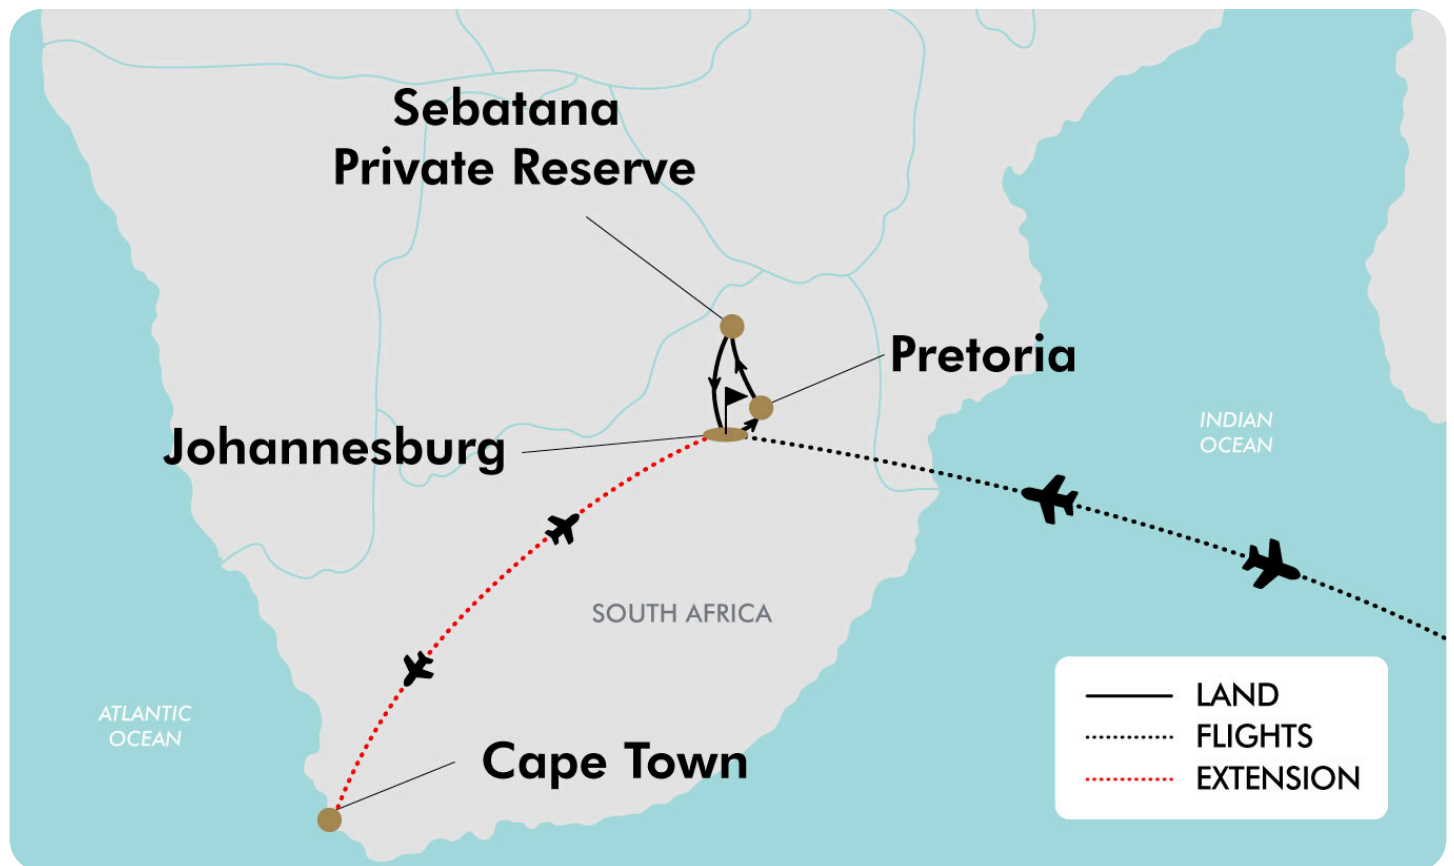 Sebatana
Private Reserve
Pretoria
Johannesburg
INDIAN
OCEAN
SOUTH AFRICA
ATLANTIC
OCEAN
Cape Town
LAND
FLIGHTS
EXTENSION